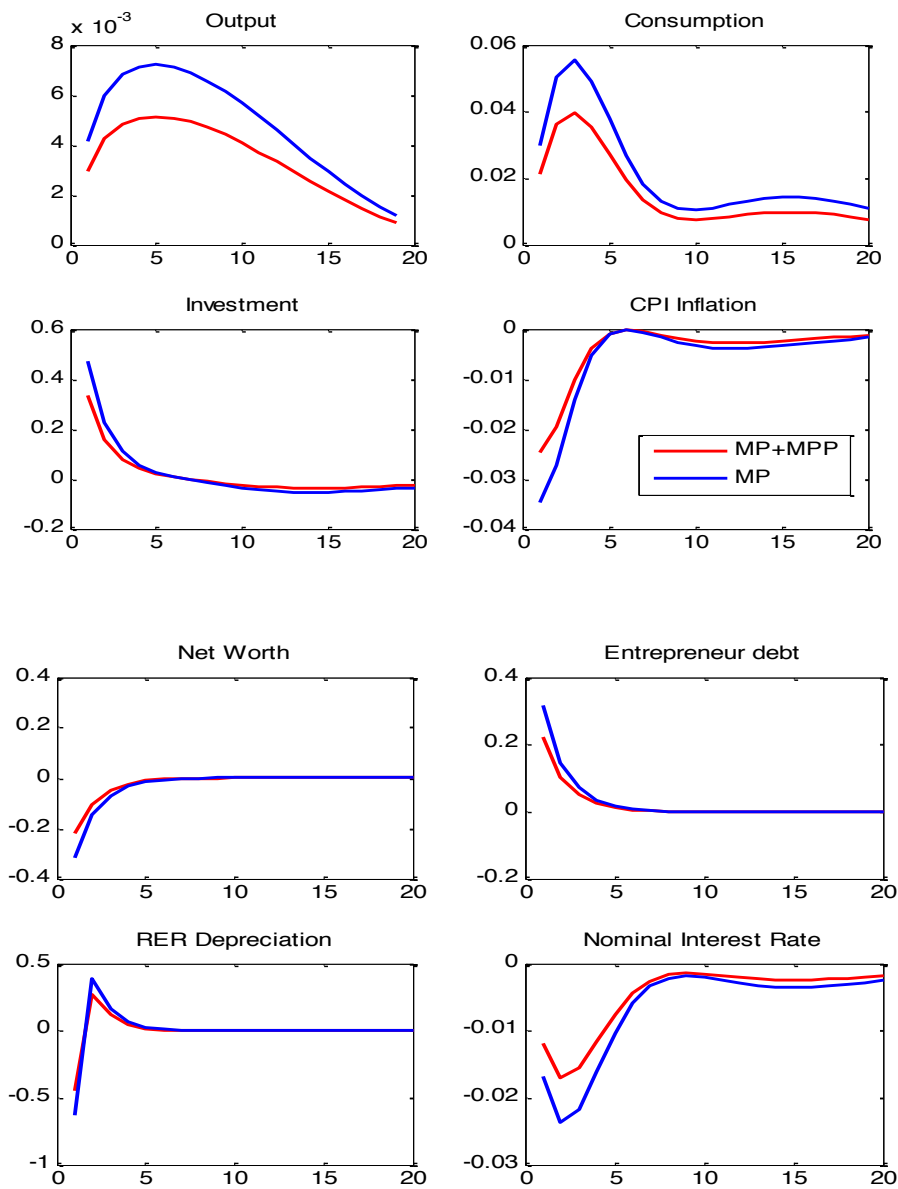 Output
x 10^-3
8
6
4
2
0
0 5 10 15 20
Consumption
0.06
0.04
0.02
0
0 5 10 15 20
Investment
0.6
0.4
0.2
0
-0.2
0 5 10 15 20
CPI Inflation
0
-0.01
-0.02
-0.03
-0.04
0 5 10 15 20
MP+MPP
MP
Net Worth
0.4
0.2
0
-0.2
-0.4
0 5 10 15 20
Entrepreneur debt
0.4
0.2
0
-0.2
0 5 10 15 20
RER Depreciation
0.5
0
-0.5
-1
0 5 10 15 20
Nominal Interest Rate
0
-0.01
-0.02
-0.03
0 5 10 15 20